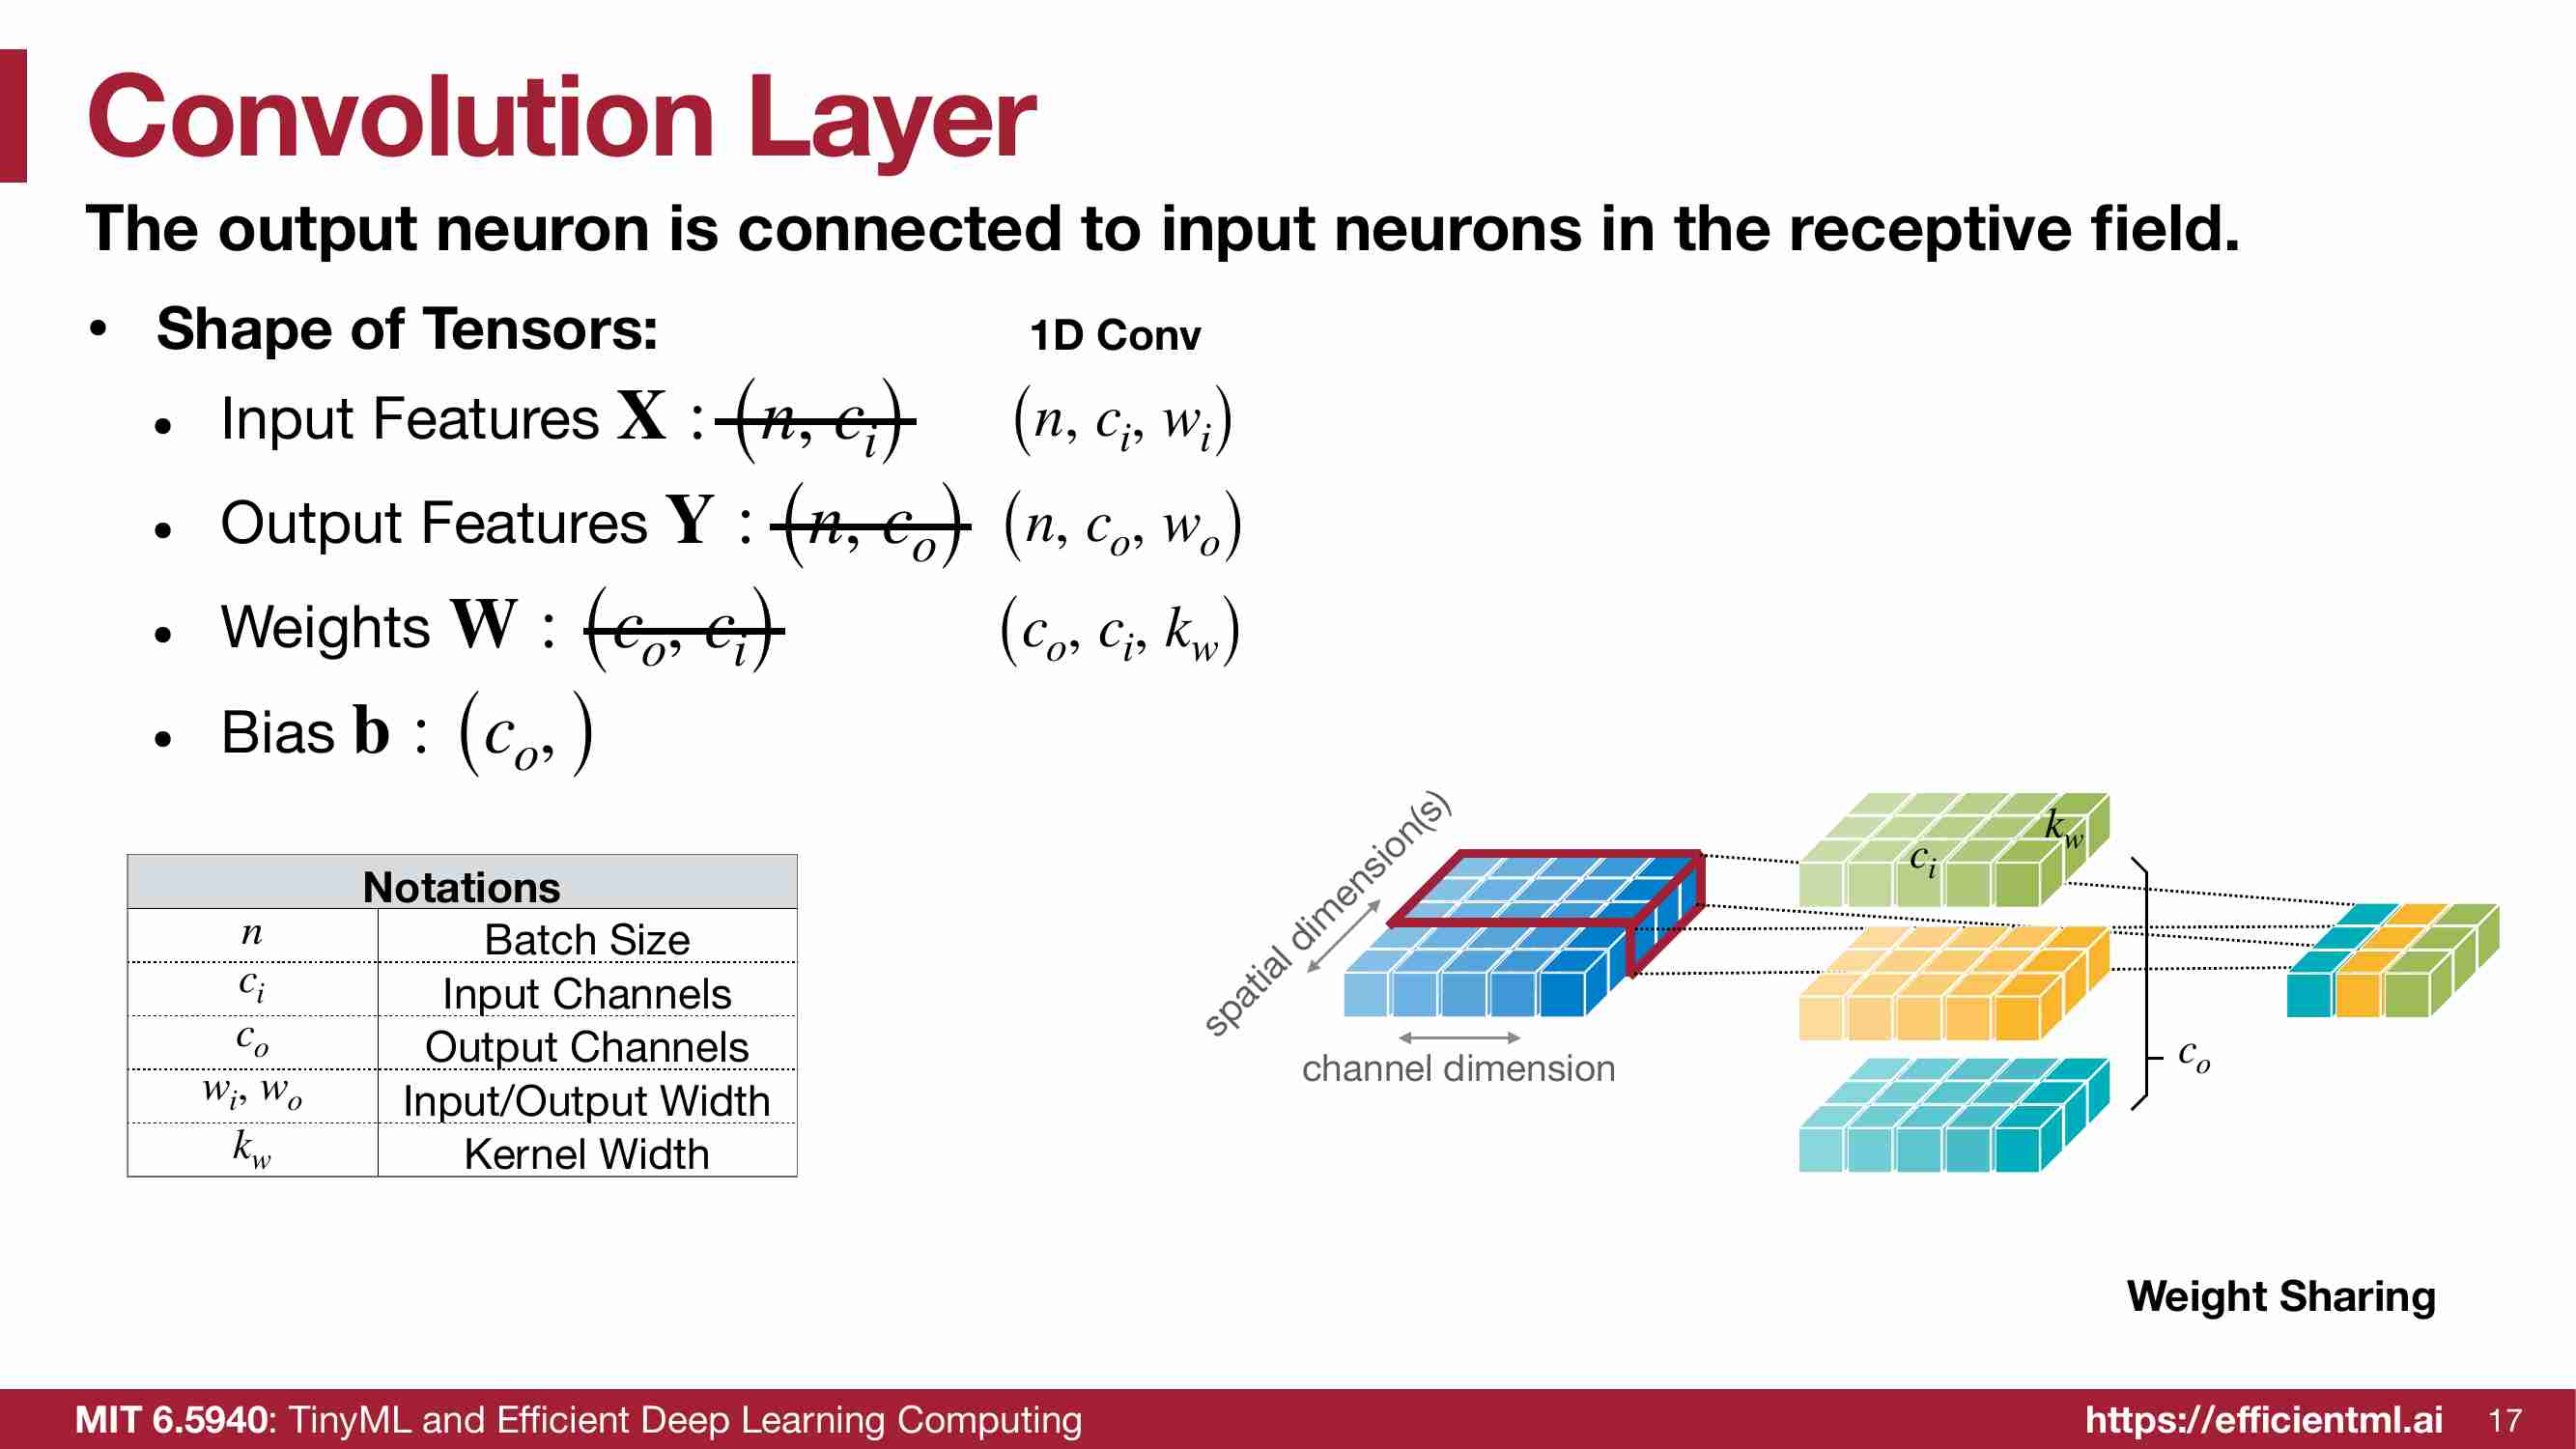 Convolution Layer
The output neuron is connected to input neurons in the receptive field.
• Shape of Tensors:
1D Conv
• Input Features X : (n, c_i) (n, c_i, w_i)
• Output Features Y : (n, c_o) (n, c_o, w_o)
• Weights W : (c_o, c_i) (c_o, c_i, k_w)
• Bias b : (c_o, )
Notations
n Batch Size
c_i Input Channels
c_o Output Channels
w_i, w_o Input/Output Width
k_w Kernel Width
spatial dimension(s)
channel dimension
c_i
k_w
c_o
Weight Sharing
MIT 6.5940: TinyML and Efficient Deep Learning Computing
https://efficientml.ai 17